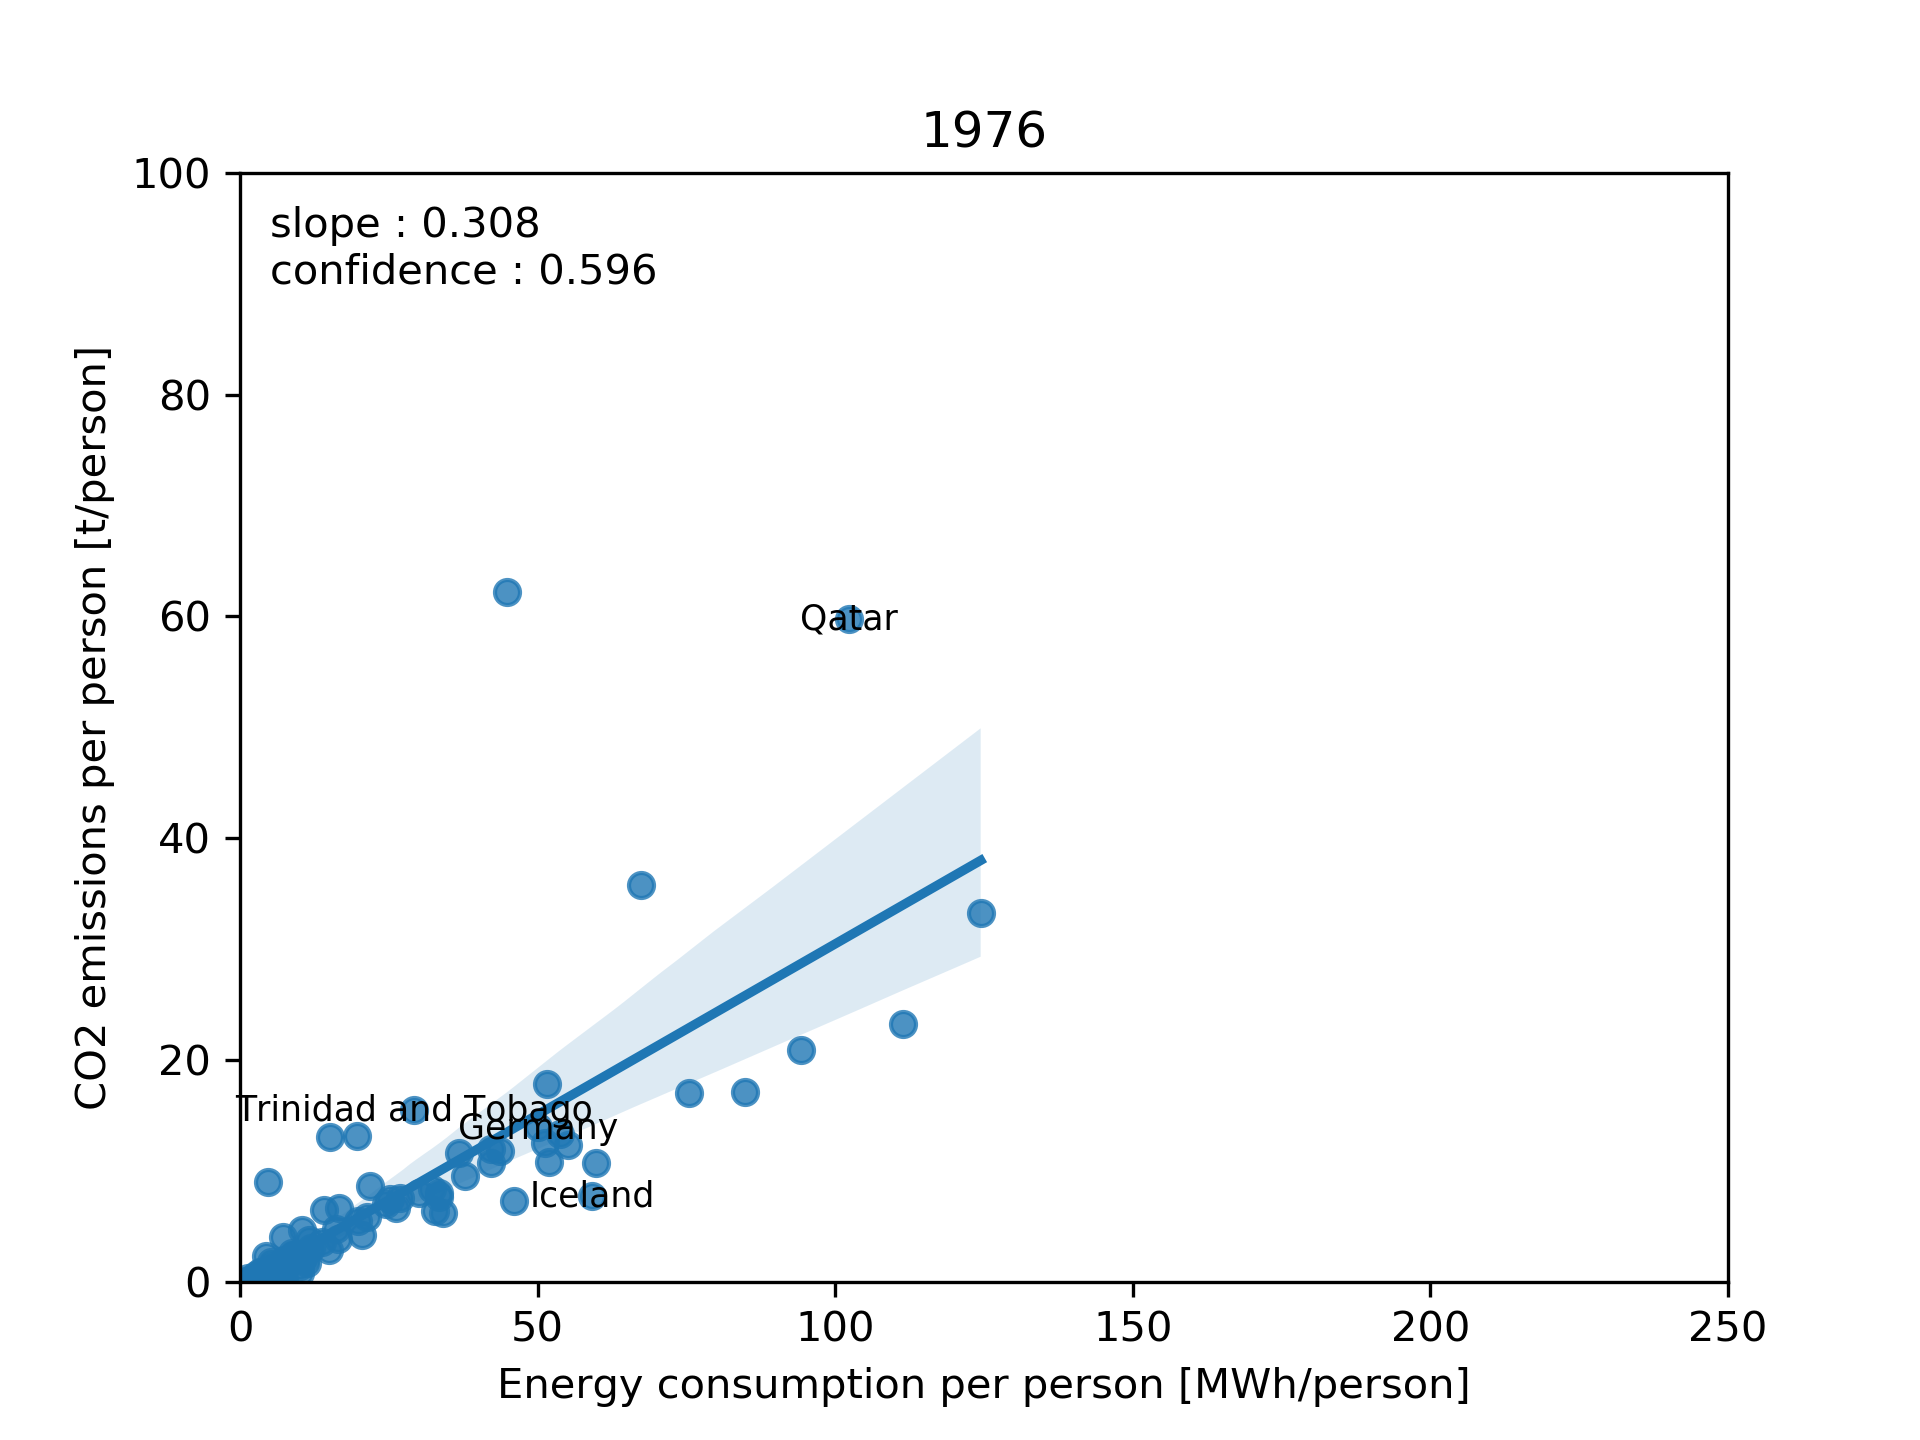 1976
slope : 0.308
confidence : 0.596
CO2 emissions per person [t/person]
100
80
60
40
20
0
Qatar
Trinidad and Tobago
Germany
Iceland
0 50 100 150 200 250
Energy consumption per person [MWh/person]